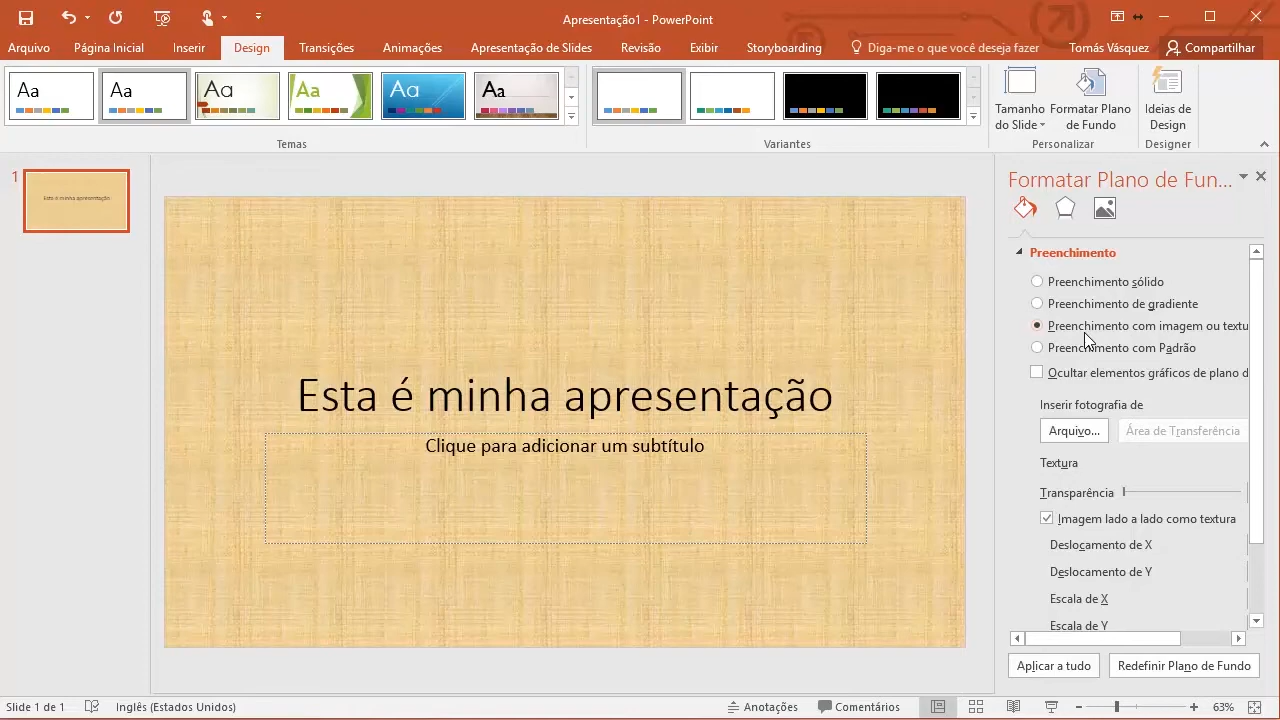 Apresentação1 - PowerPoint
Arquivo Página Inicial Inserir Design Transições Animações Apresentação de Slides Revisão Exibir Storyboarding Diga-me o que você deseja fazer Tomás Vásquez Compartilhar
Aa Aa Aa Aa Aa Aa
Tamanho do Slide
Formatar Plano de Fundo
Ideias de Design
Temas Variantes Personalizar Designer
1
Esta é minha apresentação
Esta é minha apresentação
Clique para adicionar um subtítulo
Formatar Plano de Fun...
Preenchimento
Preenchimento sólido
Preenchimento de gradiente
Preenchimento com imagem ou textu
Preenchimento com Padrão
Ocultar elementos gráficos de plano d
Inserir fotografia de
Arquivo... Área de Transferência
Textura
Transparência
Imagem lado a lado como textura
Deslocamento de X
Deslocamento de Y
Escala de X
Escala de Y
Aplicar a tudo Redefinir Plano de Fundo
Slide 1 de 1 Inglês (Estados Unidos) Anotações Comentários 63%